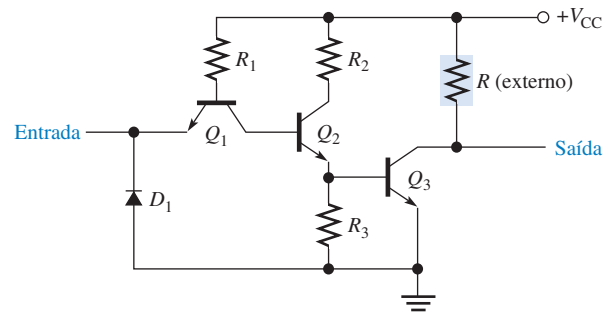 +VCC
R1
R2
R (externo)
Entrada
Q1
Q2
Saída
Q3
D1
R3